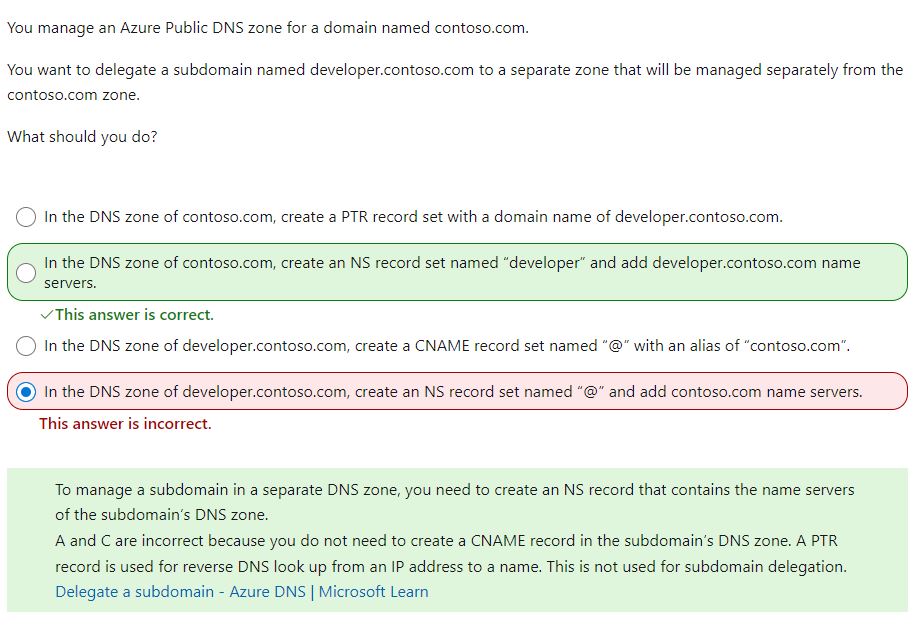 You manage an Azure Public DNS zone for a domain named contoso.com.
You want to delegate a subdomain named developer.contoso.com to a separate zone that will be managed separately from the
contoso.com zone.
What should you do?
In the DNS zone of contoso.com, create a PTR record set with a domain name of developer.contoso.com.
In the DNS zone of contoso.com, create an NS record set named “developer” and add developer.contoso.com name
servers.
✓This answer is correct.
In the DNS zone of developer.contoso.com, create a CNAME record set named “@” with an alias of “contoso.com”.
In the DNS zone of developer.contoso.com, create an NS record set named “@” and add contoso.com name servers.
This answer is incorrect.
To manage a subdomain in a separate DNS zone, you need to create an NS record that contains the name servers
of the subdomain’s DNS zone.
A and C are incorrect because you do not need to create a CNAME record in the subdomain’s DNS zone. A PTR
record is used for reverse DNS look up from an IP address to a name. This is not used for subdomain delegation.
Delegate a subdomain - Azure DNS | Microsoft Learn